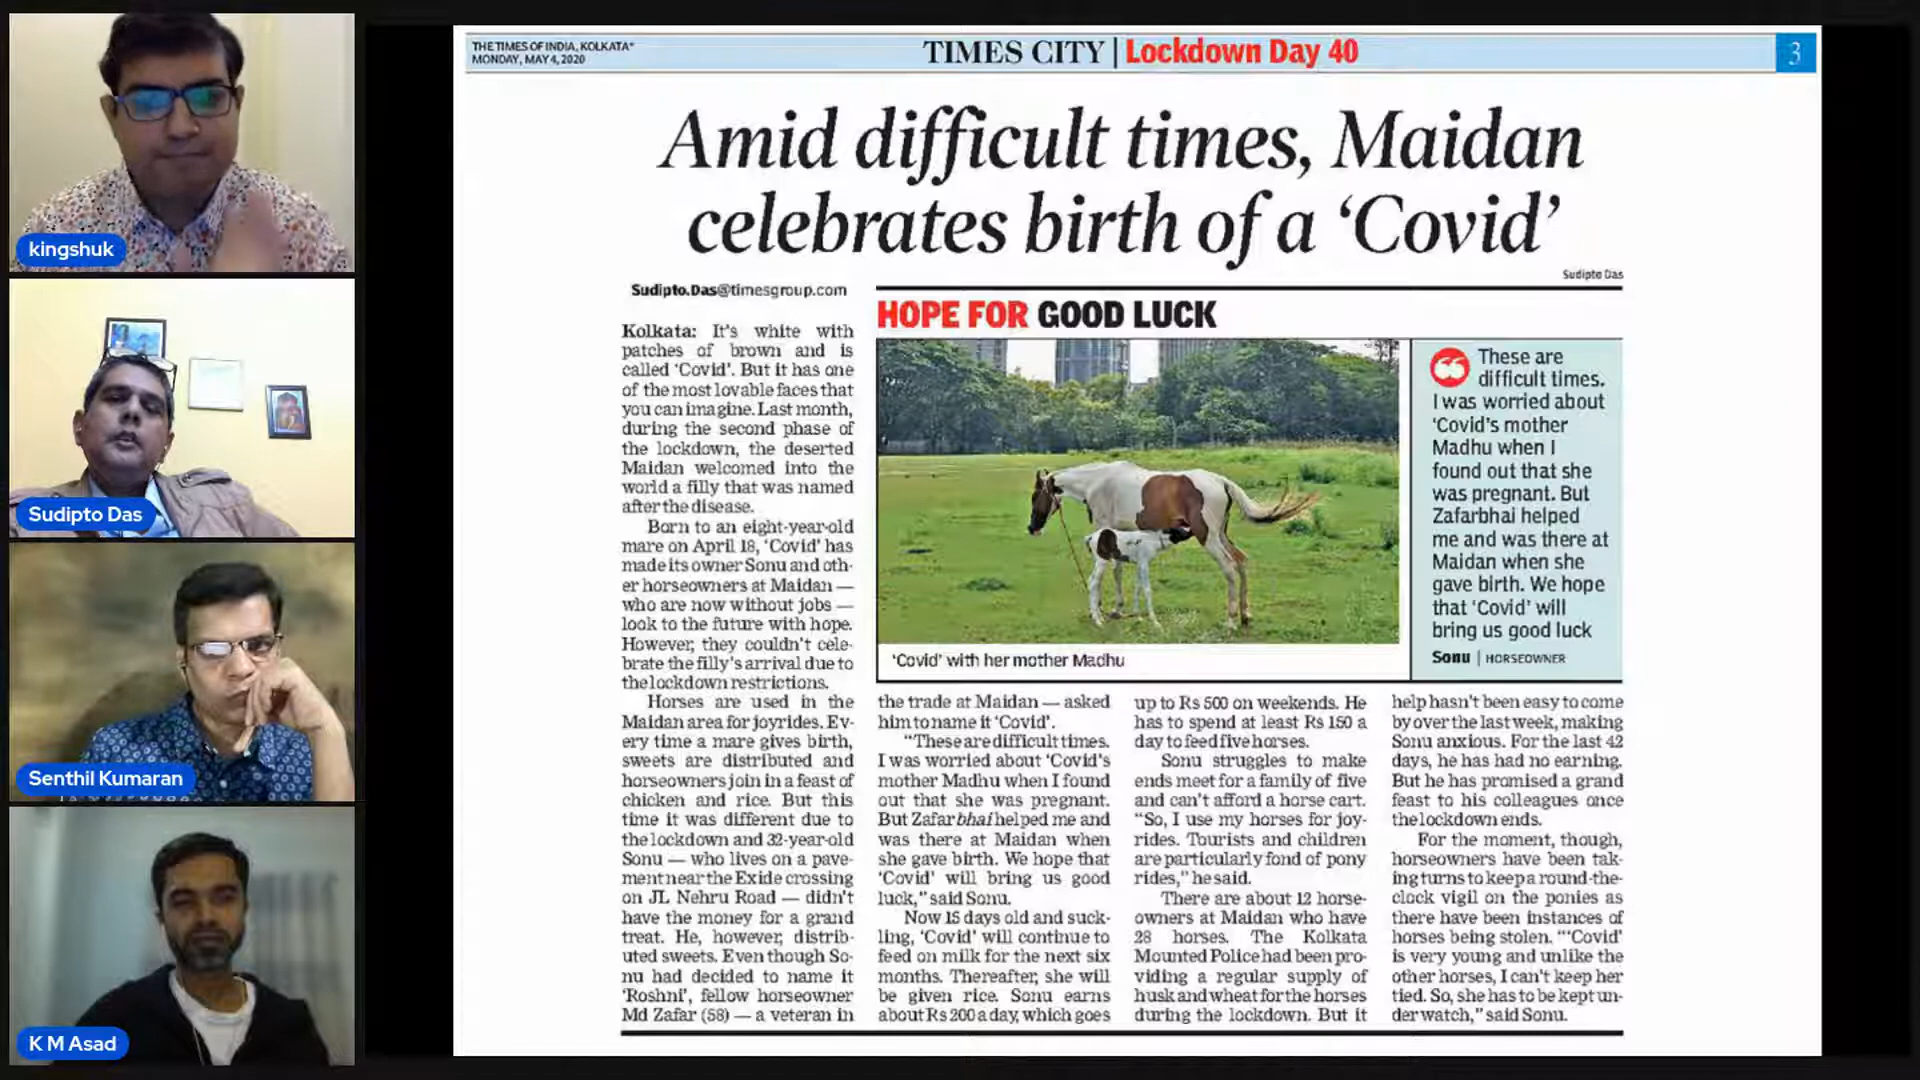 kingshuk
Sudipto Das
Senthil Kumaran
K M Asad
THE TIMES OF INDIA, KOLKATA*
MONDAY, MAY 4, 2020
TIMES CITY | Lockdown Day 40
3
Amid difficult times, Maidan
celebrates birth of a ‘Covid’
Sudipto Das
Sudipto.Das@timesgroup.com
Kolkata: It's white with
patches of brown and is
called ‘Covid’. But it has one
of the most lovable faces that
you can imagine. Last month,
during the second phase of
the lockdown, the deserted
Maidan welcomed into the
world a filly that was named
after the disease.
Born to an eight-year-old
mare on April 18, ‘Covid’ has
made its owner Sonu and oth-
er horseowners at Maidan —
who are now without jobs —
look to the future with hope.
However, they couldn't cele-
brate the filly's arrival due to
the lockdown restrictions.
Horses are used in the
Maidan area for joyrides. Ev-
ery time a mare gives birth,
sweets are distributed and
horseowners join in a feast of
chicken and rice. But this
time it was different due to
the lockdown and 32-year-old
Sonu — who lives on a pave-
ment near the Exide crossing
on JL Nehru Road — didn't
have the money for a grand
treat. He, however, distrib-
uted sweets. Even though So-
nu had decided to name it
‘Roshni’, fellow horseowner
Md Zafar (58) — a veteran in
HOPE FOR GOOD LUCK
‘Covid’ with her mother Madhu
These are
difficult times.
I was worried about
‘Covid's mother
Madhu when I
found out that she
was pregnant. But
Zafarbhai helped
me and was there at
Maidan when she
gave birth. We hope
that ‘Covid’ will
bring us good luck
Sonu | HORSEOWNER
the trade at Maidan — asked
him to name it ‘Covid’.
“These are difficult times.
I was worried about ‘Covid's
mother Madhu when I found
out that she was pregnant.
But Zafarbhai helped me and
was there at Maidan when
she gave birth. We hope that
‘Covid’ will bring us good
luck,” said Sonu.
Now 15 days old and suck-
ling, ‘Covid’ will continue to
feed on milk for the next six
months. Thereafter, she will
be given rice. Sonu earns
about Rs 200 a day, which goes
up to Rs 500 on weekends. He
has to spend at least Rs 150 a
day to feed five horses.
Sonu struggles to make
ends meet for a family of five
and can't afford a horse cart.
“So, I use my horses for joy-
rides. Tourists and children
are particularly fond of pony
rides,” he said.
There are about 12 horse-
owners at Maidan who have
28 horses. The Kolkata
Mounted Police had been pro-
viding a regular supply of
husk and wheat for the horses
during the lockdown. But it
help hasn't been easy to come
by over the last week, making
Sonu anxious. For the last 42
days, he has had no earning.
But he has promised a grand
feast to his colleagues once
the lockdown ends.
For the moment, though,
horseowners have been tak-
ing turns to keep a round-the-
clock vigil on the ponies as
there have been instances of
horses being stolen. “‘Covid’
is very young and unlike the
other horses, I can't keep her
tied. So, she has to be kept un-
der watch,” said Sonu.